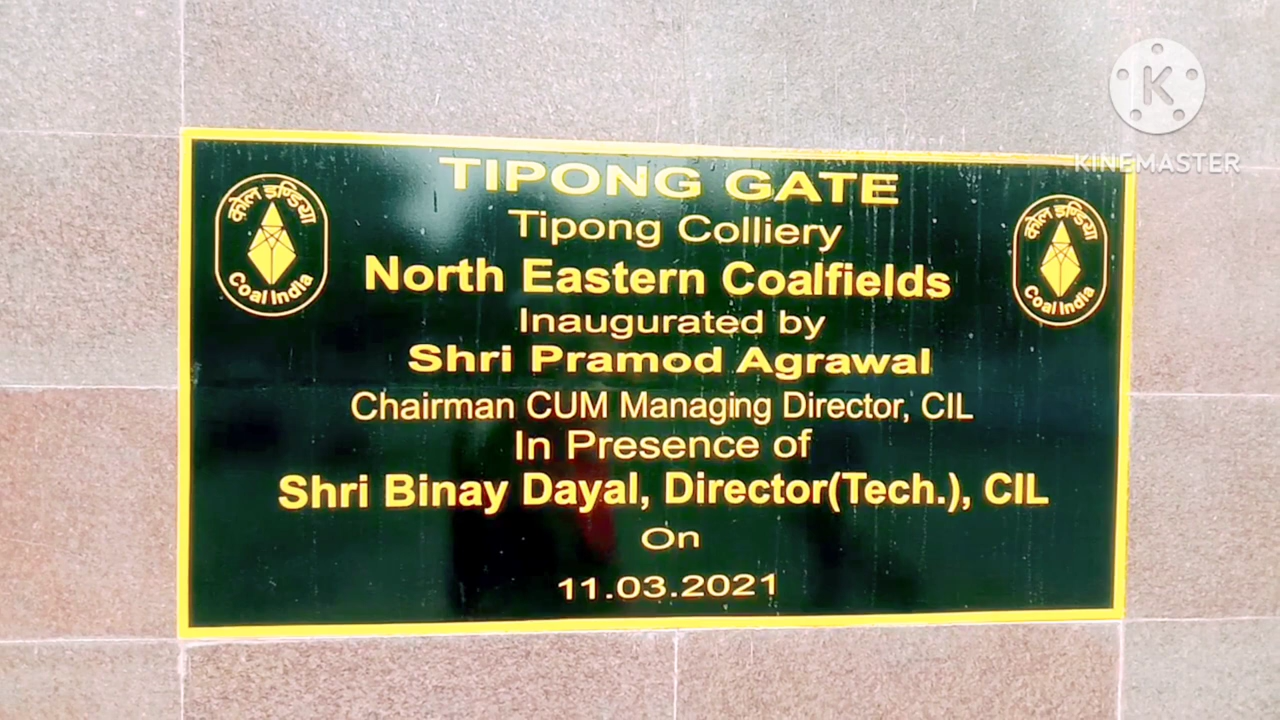 TIPONG GATE
Tipong Colliery
North Eastern Coalfields
Inaugurated by
Shri Pramod Agrawal
Chairman CUM Managing Director, CIL
In Presence of
Shri Binay Dayal, Director(Tech.), CIL
On
11.03.2021
कोल इण्डिया
Coal India
कोल इण्डिया
Coal India
K
KINEMASTER